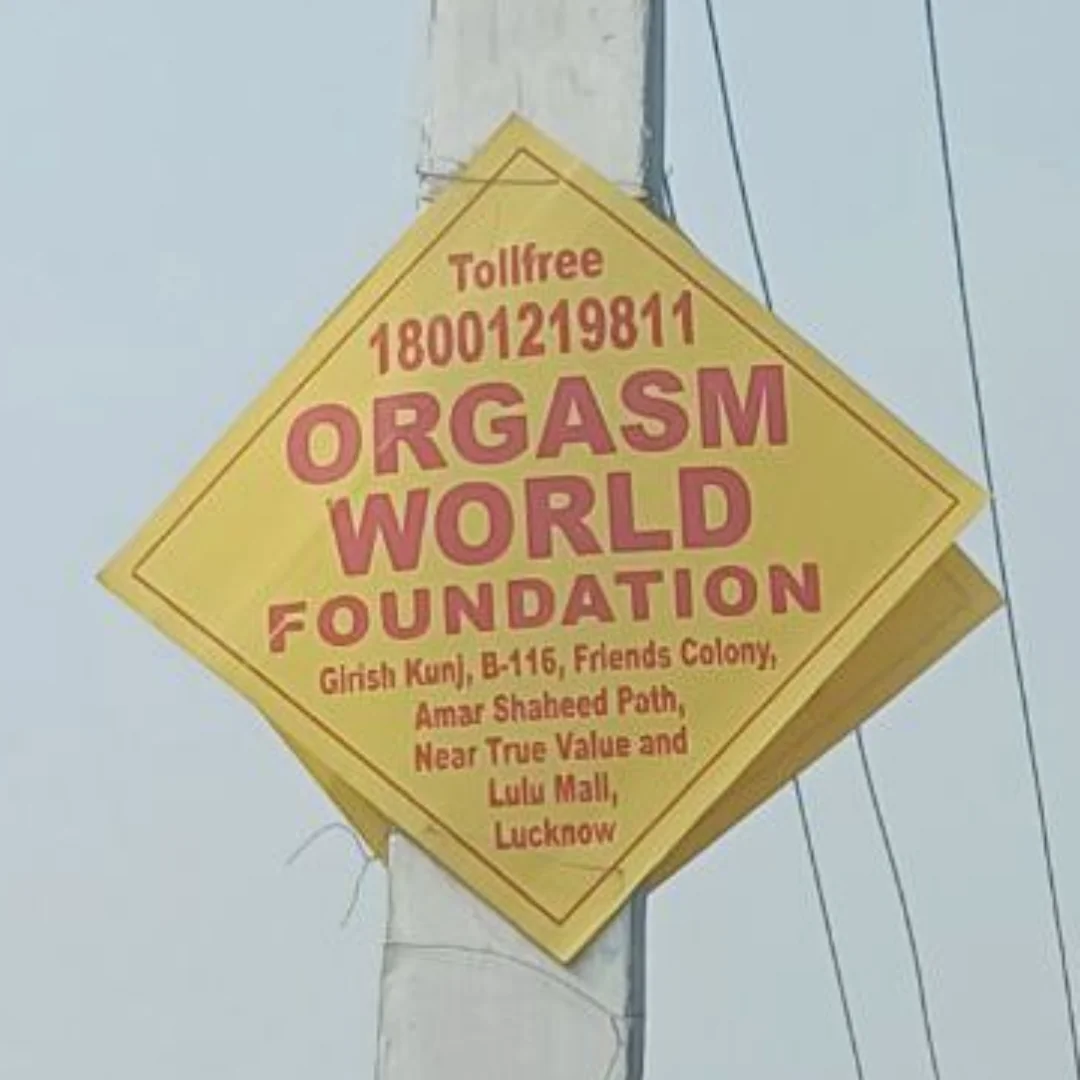 Tollfree
18001219811
ORGASM
WORLD
FOUNDATION
Girish Kunj, B-116, Friends Colony,
Amar Shaheed Path,
Near True Value and
Lulu Mall,
Lucknow